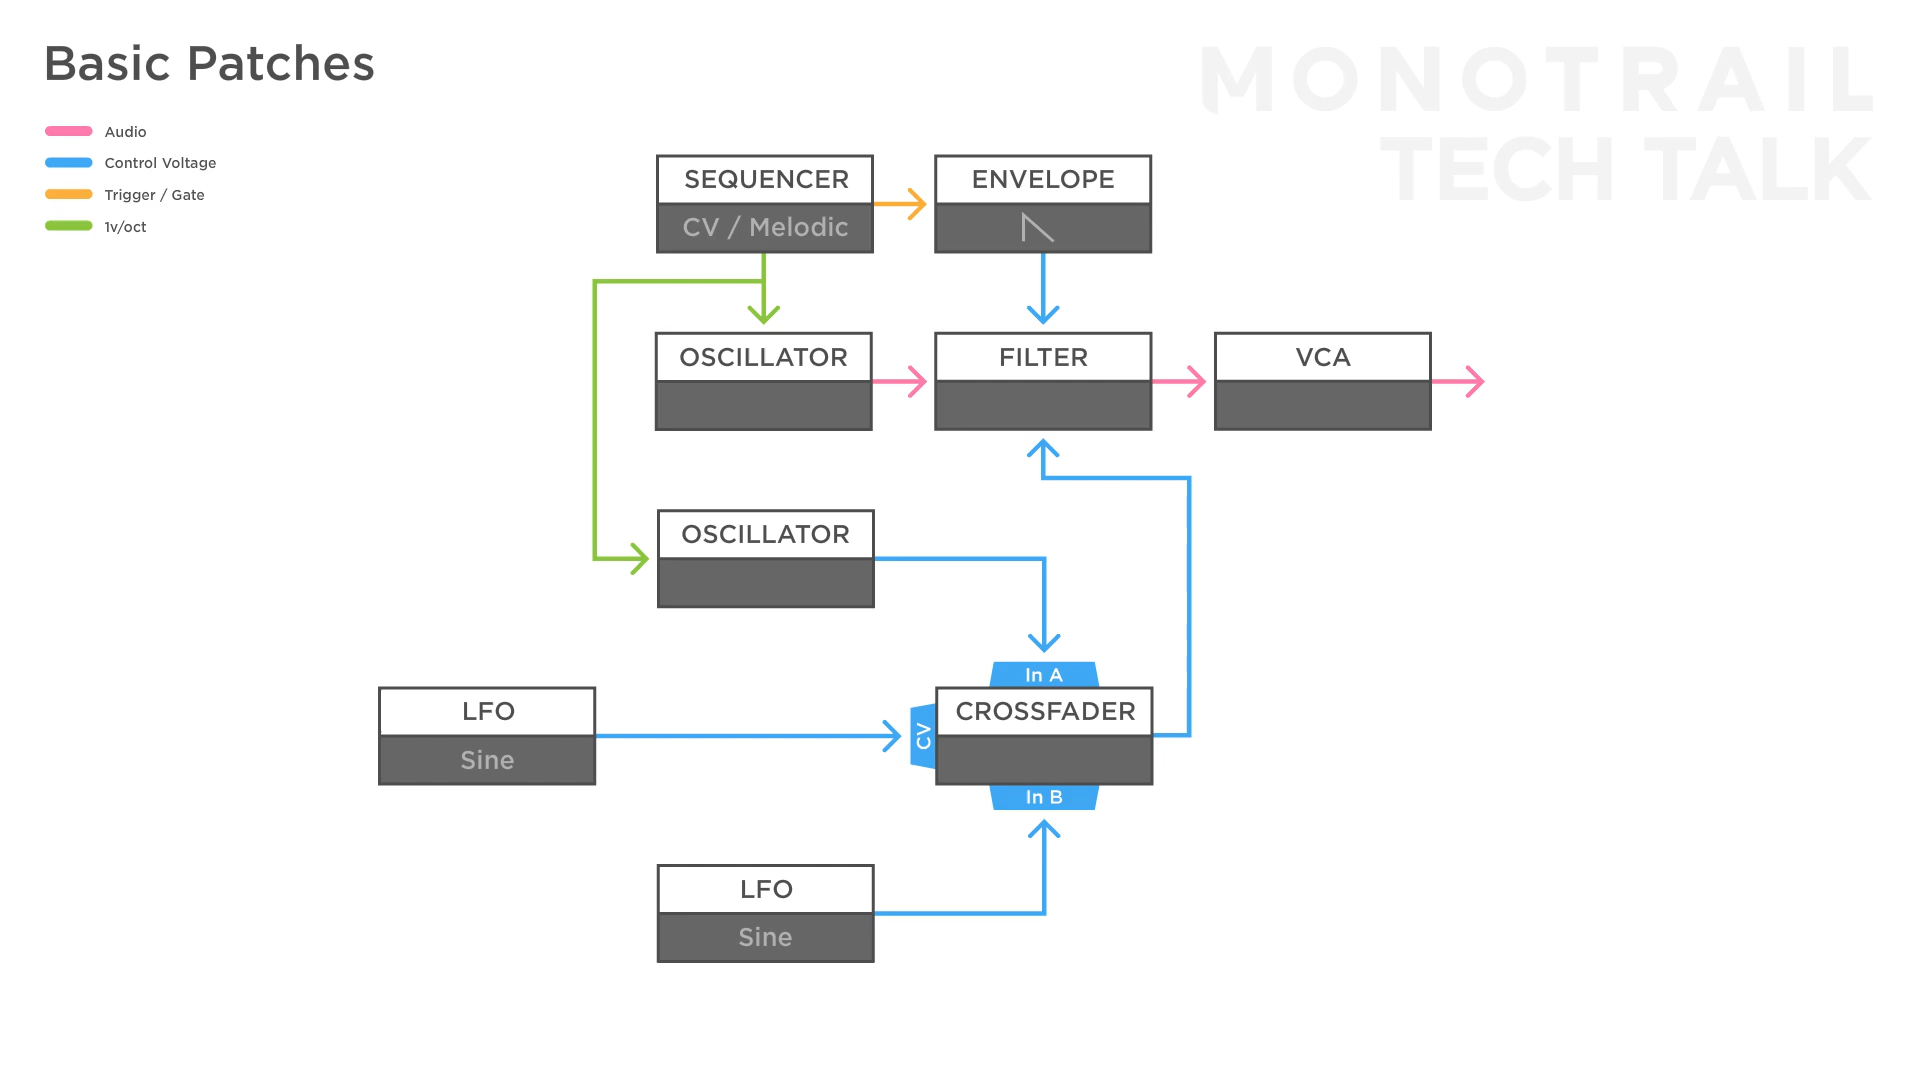 Basic Patches
MONOTRAIL
TECH TALK
Audio
Control Voltage
Trigger / Gate
1v/oct
SEQUENCER
CV / Melodic
ENVELOPE
OSCILLATOR
FILTER
VCA
OSCILLATOR
In A
LFO
Sine
CV
CROSSFADER
In B
LFO
Sine